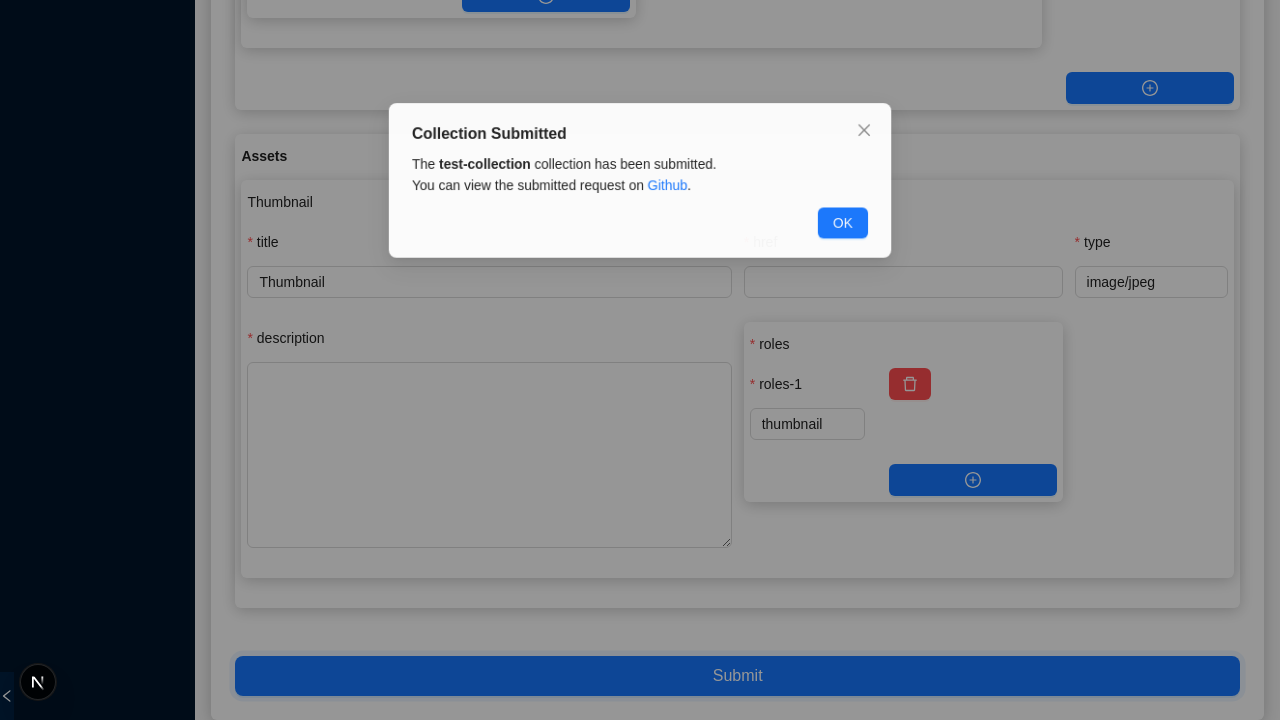 Collection Submitted
The test-collection collection has been submitted.
You can view the submitted request on Github.
OK
Assets
Thumbnail
* title
* href
* type
Thumbnail
image/jpeg
* description
* roles
* roles-1
thumbnail
Submit
N